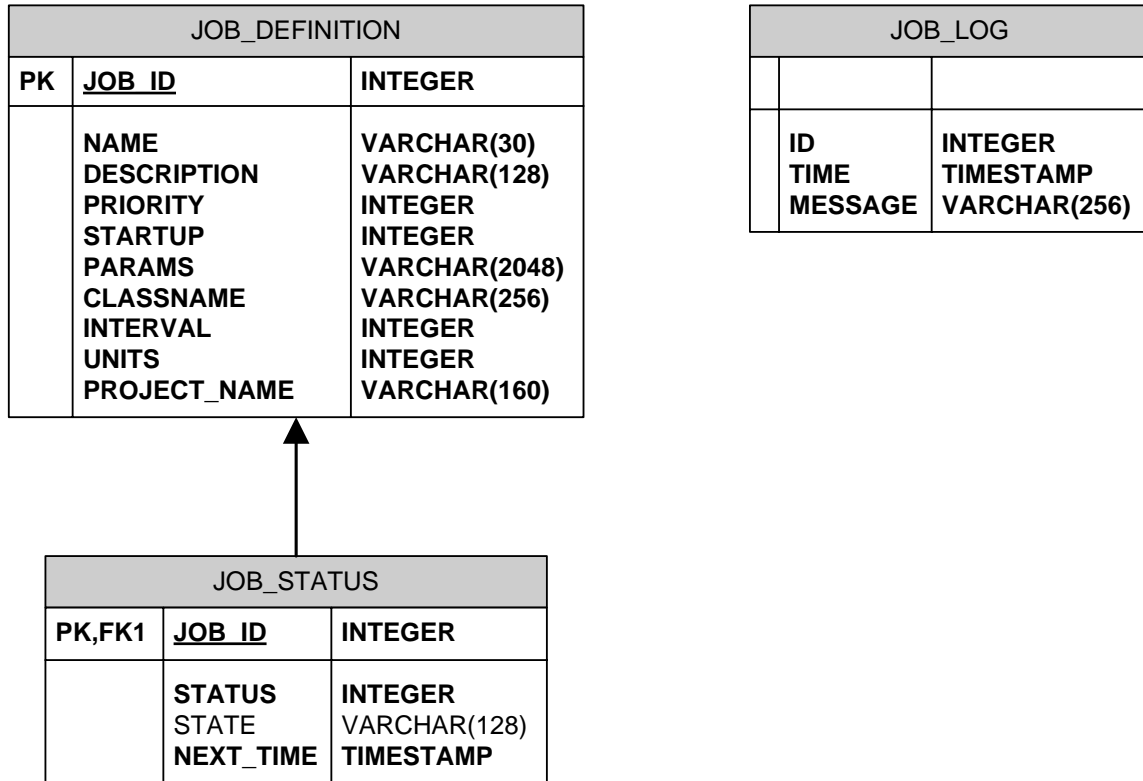 JOB_DEFINITION
PK JOB_ID INTEGER
NAME VARCHAR(30)
DESCRIPTION VARCHAR(128)
PRIORITY INTEGER
STARTUP INTEGER
PARAMS VARCHAR(2048)
CLASSNAME VARCHAR(256)
INTERVAL INTEGER
UNITS INTEGER
PROJECT_NAME VARCHAR(160)
JOB_LOG
ID INTEGER
TIME TIMESTAMP
MESSAGE VARCHAR(256)
JOB_STATUS
PK,FK1 JOB_ID INTEGER
STATUS INTEGER
STATE VARCHAR(128)
NEXT_TIME TIMESTAMP